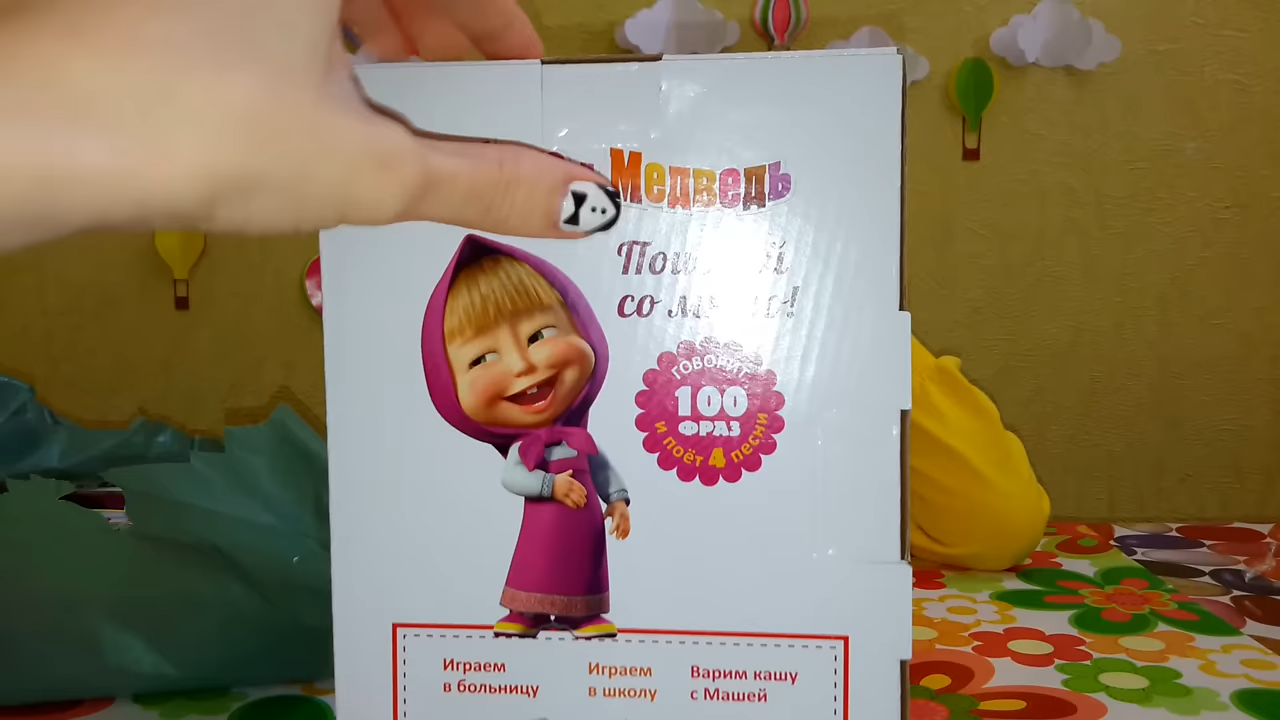 Медведь
со
ГОВОРИТ
100
ФРАЗ
и поёт 4 песни
Играем
в больницу
Играем
в школу
Варим кашу
с Машей